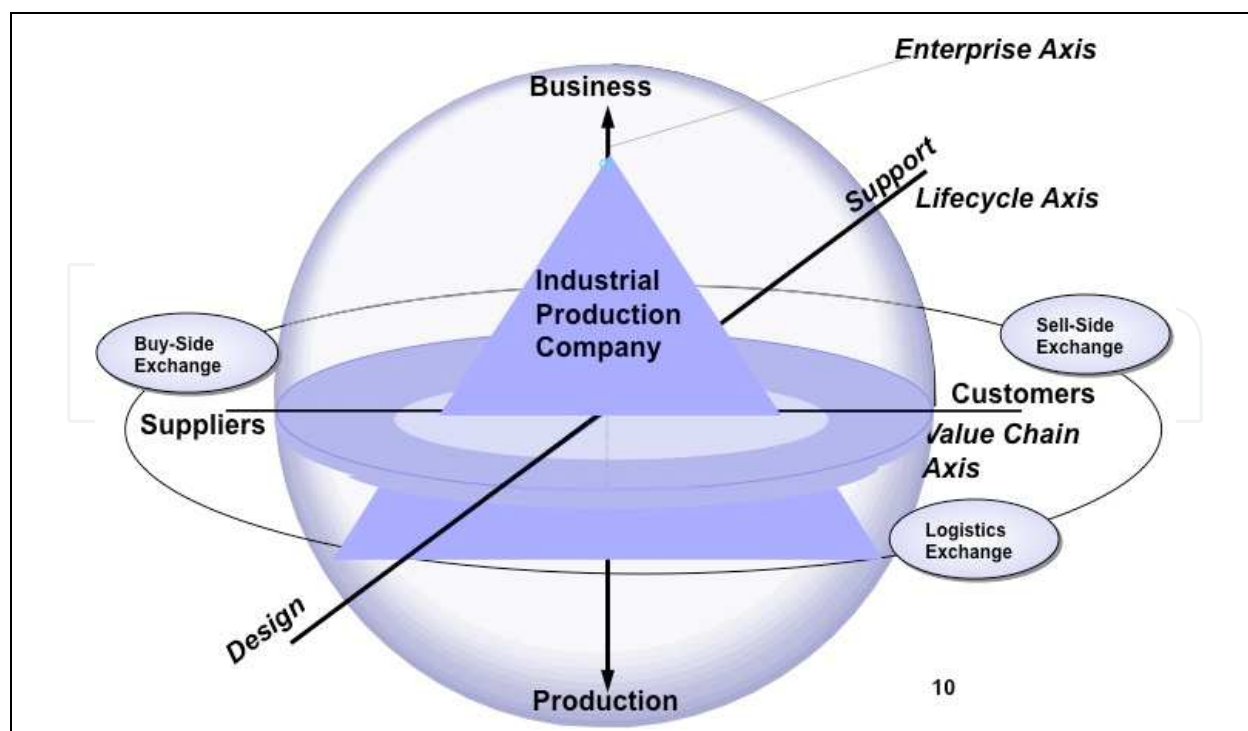 Enterprise Axis
Business
Support
Lifecycle Axis
Industrial
Production
Company
Buy-Side
Exchange
Sell-Side
Exchange
Suppliers
Customers
Value Chain
Axis
Logistics
Exchange
Design
Production
10